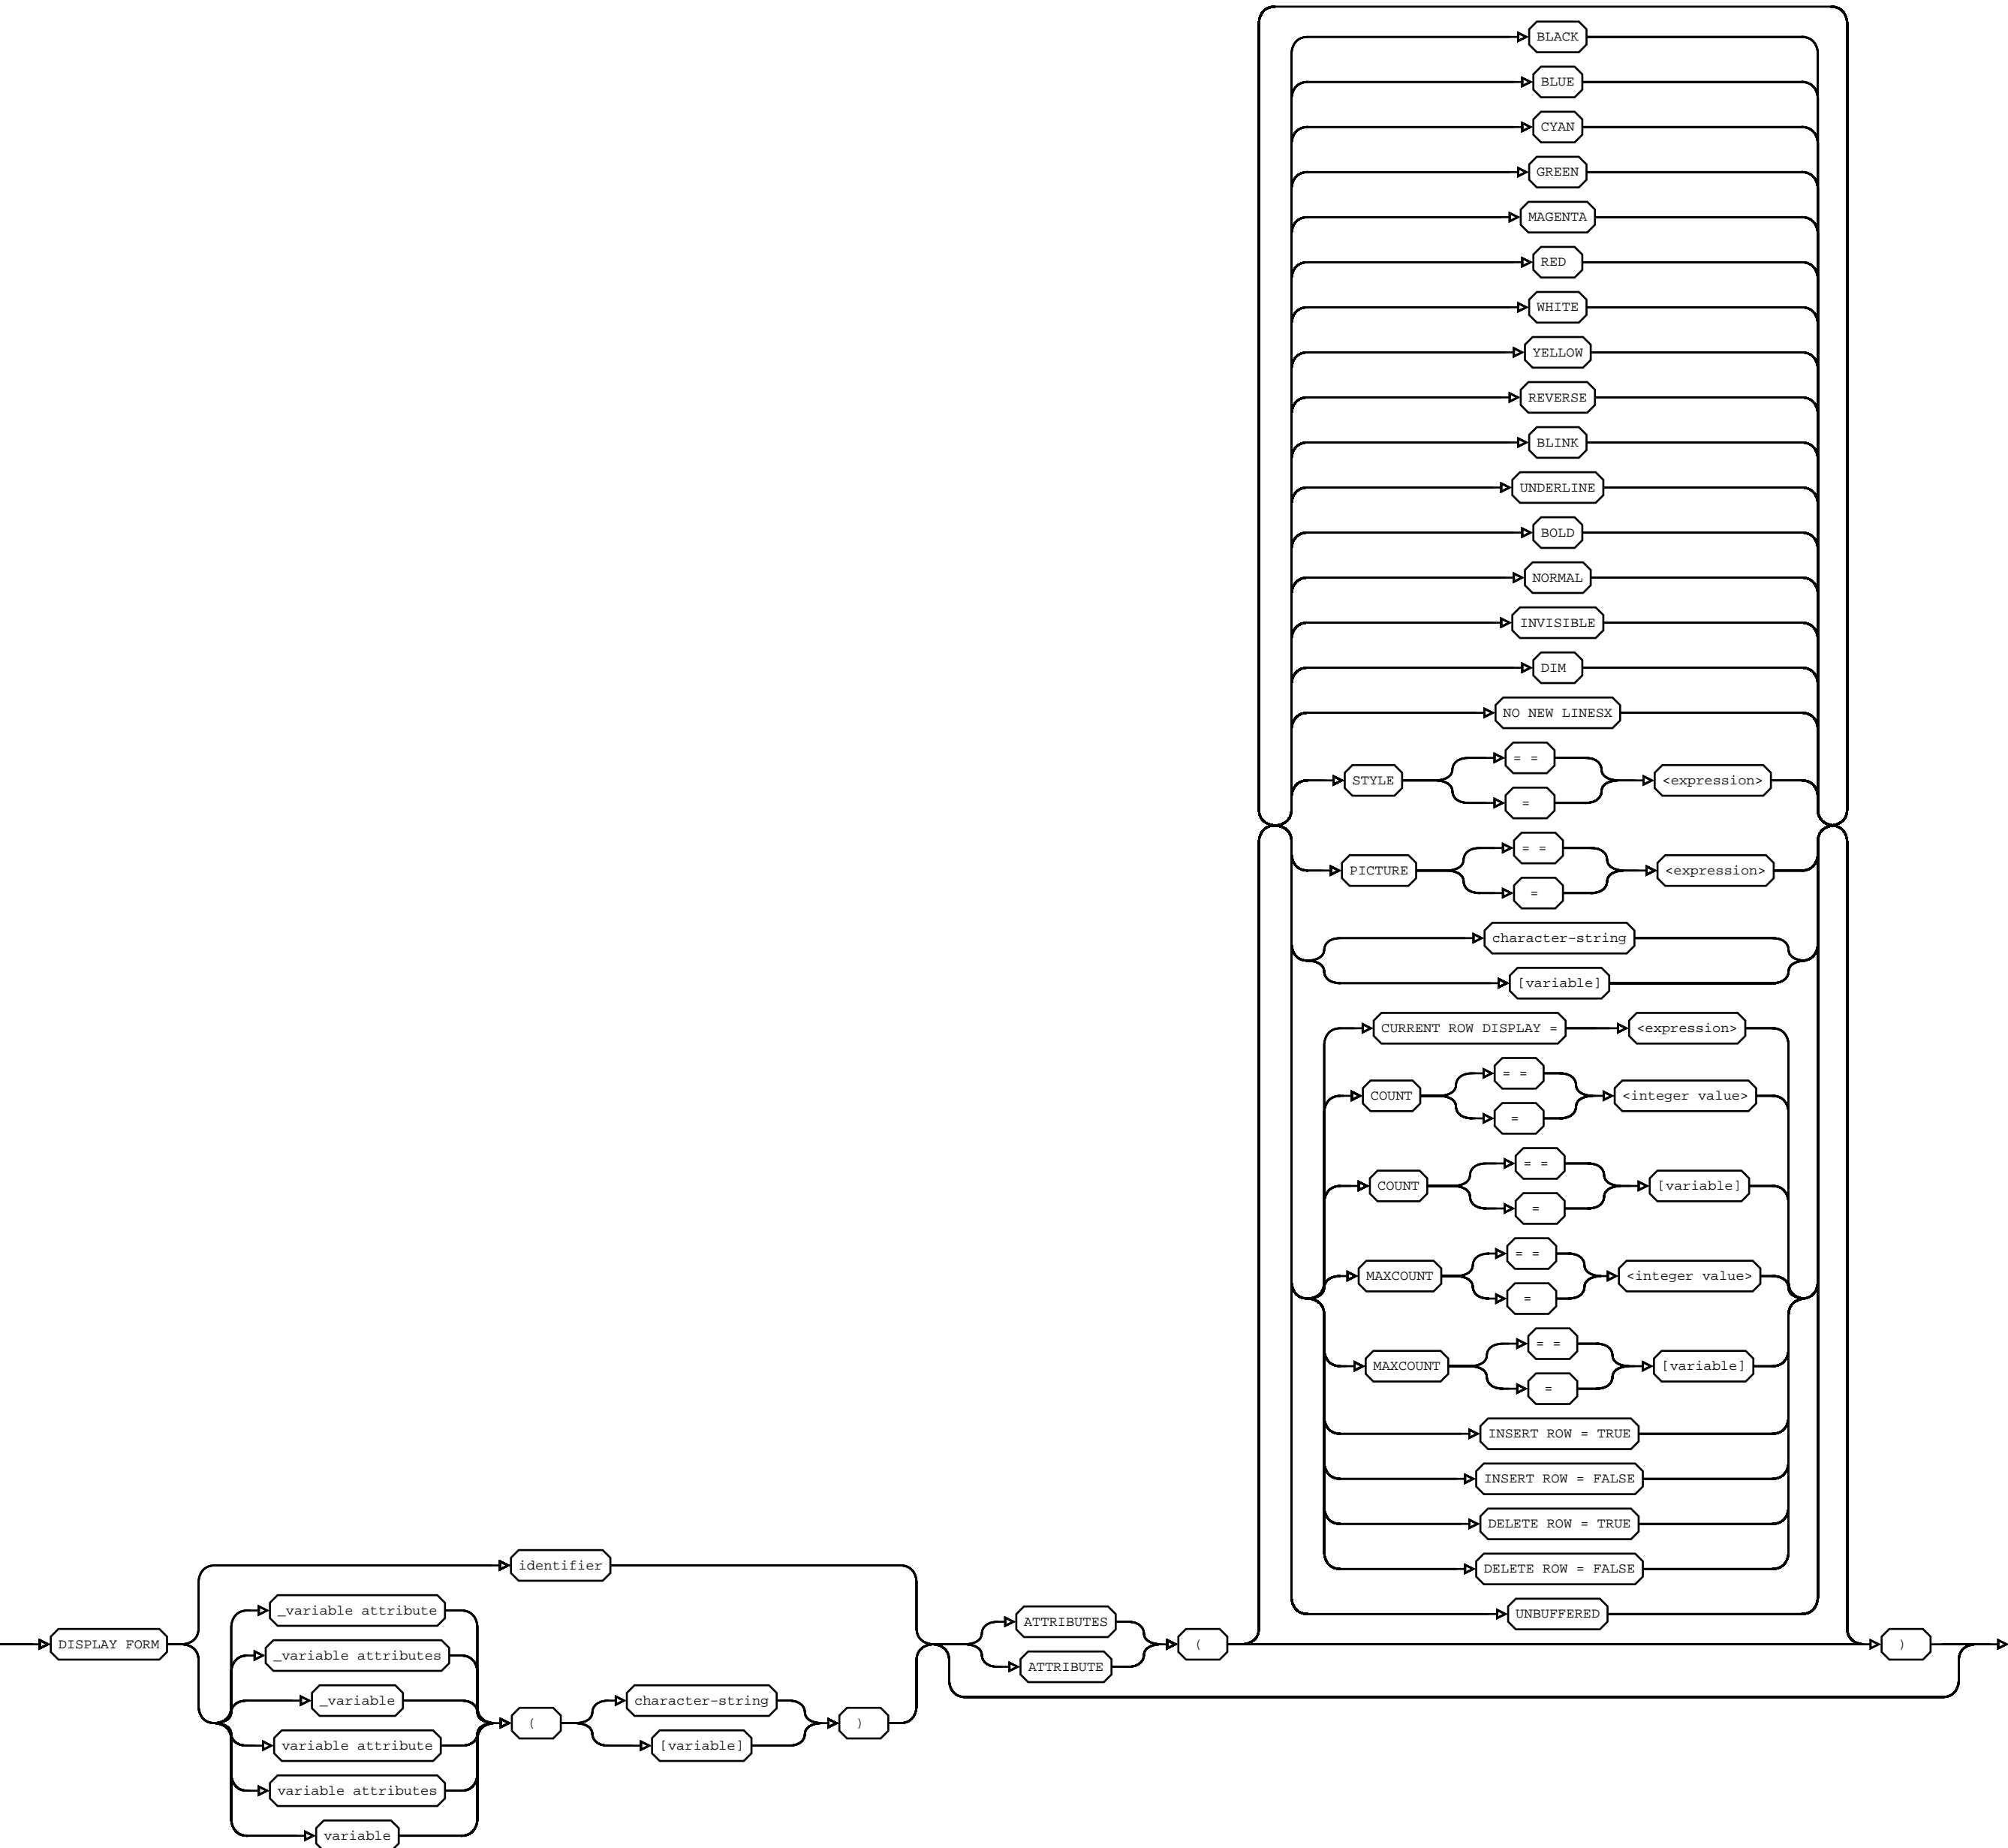 BLACK
BLUE
CYAN
GREEN
MAGENTA
RED
WHITE
YELLOW
REVERSE
BLINK
UNDERLINE
BOLD
NORMAL
INVISIBLE
DIM
NO NEW LINESX
= =
STYLE <expression>
=
= =
PICTURE <expression>
=
character-string
[variable]
CURRENT ROW DISPLAY = <expression>
= =
COUNT <integer value>
=
= =
COUNT [variable]
=
= =
MAXCOUNT <integer value>
=
= =
MAXCOUNT [variable]
=
INSERT ROW = TRUE
INSERT ROW = FALSE
DELETE ROW = TRUE
DELETE ROW = FALSE
UNBUFFERED
identifier
_variable attribute
ATTRIBUTES
DISPLAY FORM ( )
_variable attributes
ATTRIBUTE
_variable
character-string
( )
variable attribute
[variable]
variable attributes
variable